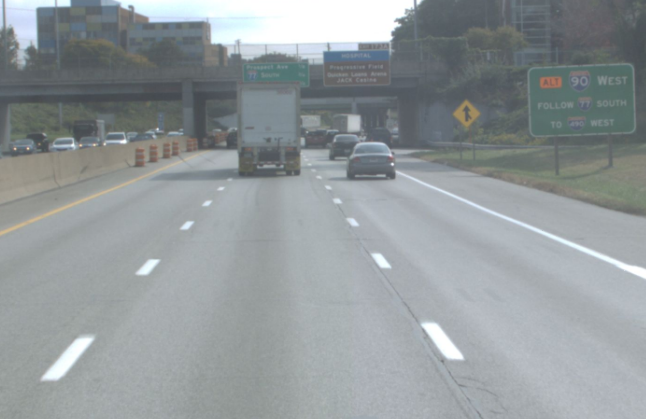 Prospect Ave
77 South
HOSPITAL
Progressive Field
Quicken Loans Arena
JACK Casino
ALT 90 WEST
FOLLOW 77 SOUTH
TO 490 WEST